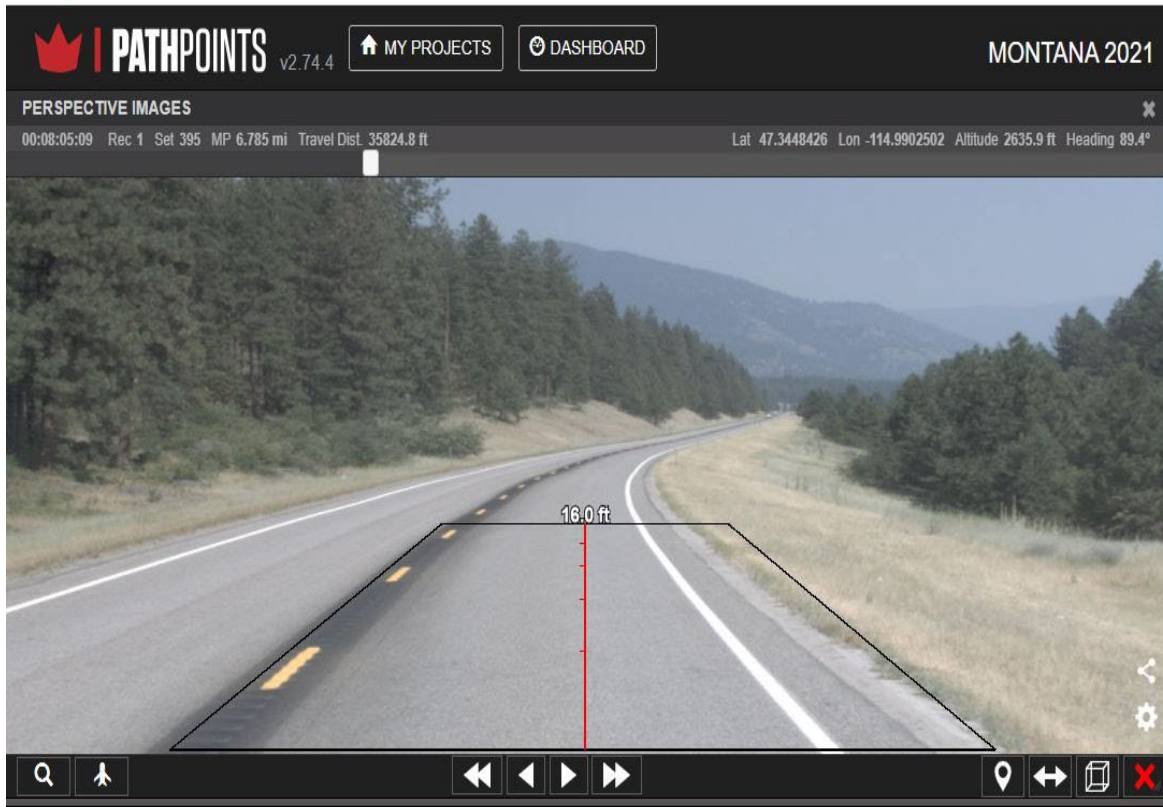 PATHPOINTS v2.74.4 MY PROJECTS DASHBOARD MONTANA 2021
PERSPECTIVE IMAGES
00:08:05:09 Rec 1 Set 395 MP 6.785 mi Travel Dist. 35824.8 ft Lat 47.3448426 Lon -114.9902502 Altitude 2635.9 ft Heading 89.4°
16.0 ft